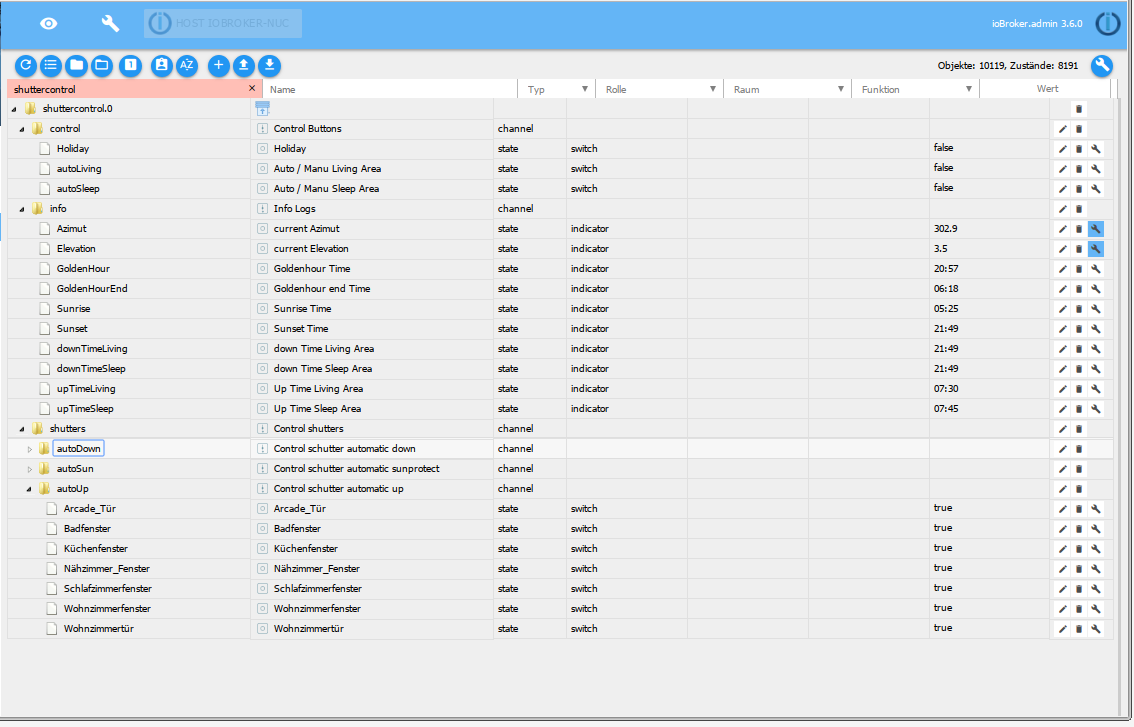 HOST IOBROKER-NUC
ioBroker.admin 3.6.0
Objekte: 10119, Zustände: 8191
shuttercontrol × Name Typ Rolle Raum Funktion Wert
shuttercontrol.0
control Control Buttons channel
Holiday Holiday state switch false
autoLiving Auto / Manu Living Area state switch false
autoSleep Auto / Manu Sleep Area state switch false
info Info Logs channel
Azimut current Azimut state indicator 302.9
Elevation current Elevation state indicator 3.5
GoldenHour Goldenhour Time state indicator 20:57
GoldenHourEnd Goldenhour end Time state indicator 06:18
Sunrise Sunrise Time state indicator 05:25
Sunset Sunset Time state indicator 21:49
downTimeLiving down Time Living Area state indicator 21:49
downTimeSleep down Time Sleep Area state indicator 21:49
upTimeLiving Up Time Living Area state indicator 07:30
upTimeSleep Up Time Sleep Area state indicator 07:45
shutters Control shutters channel
autoDown Control schutter automatic down channel
autoSun Control schutter automatic sunprotect channel
autoUp Control schutter automatic up channel
Arcade_Tür Arcade_Tür state switch true
Badfenster Badfenster state switch true
Küchenfenster Küchenfenster state switch true
Nähzimmer_Fenster Nähzimmer_Fenster state switch true
Schlafzimmerfenster Schlafzimmerfenster state switch true
Wohnzimmerfenster Wohnzimmerfenster state switch true
Wohnzimmertür Wohnzimmertür state switch true